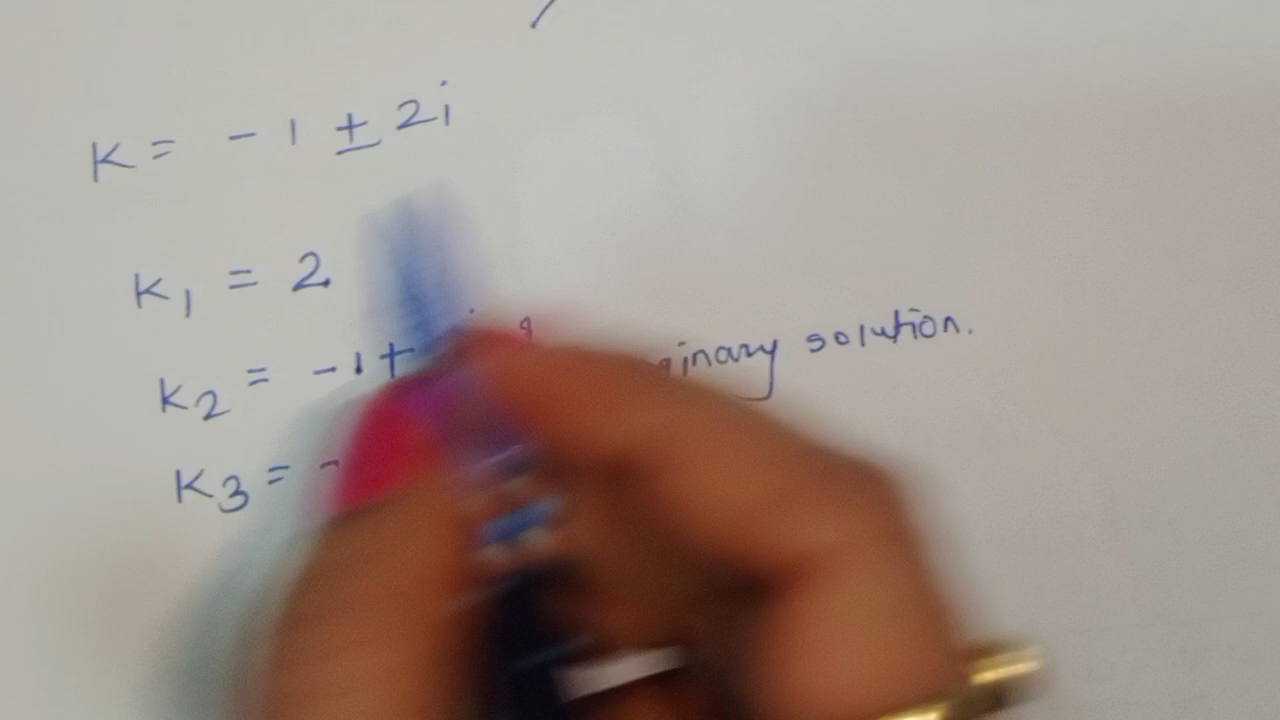 K = - 1 ± 2i
K1 = 2
K2 = -1 +
K3 = -
solution.